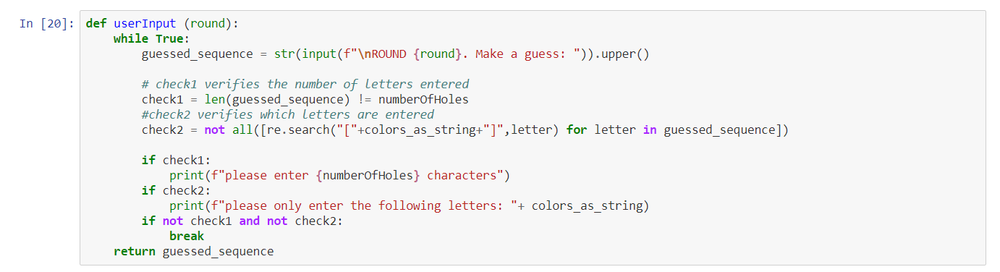 In [20]: def userInput (round):
    while True:
        guessed_sequence = str(input(f"\nROUND {round}. Make a guess: ")).upper()
        # check1 verifies the number of letters entered
        check1 = len(guessed_sequence) != numberOfHoles
        #check2 verifies which letters are entered
        check2 = not all([re.search("["+colors_as_string+"]",letter) for letter in guessed_sequence])
        if check1:
            print(f"please enter {numberOfHoles} characters")
        if check2:
            print(f"please only enter the following letters: "+ colors_as_string)
        if not check1 and not check2:
            break
    return guessed_sequence